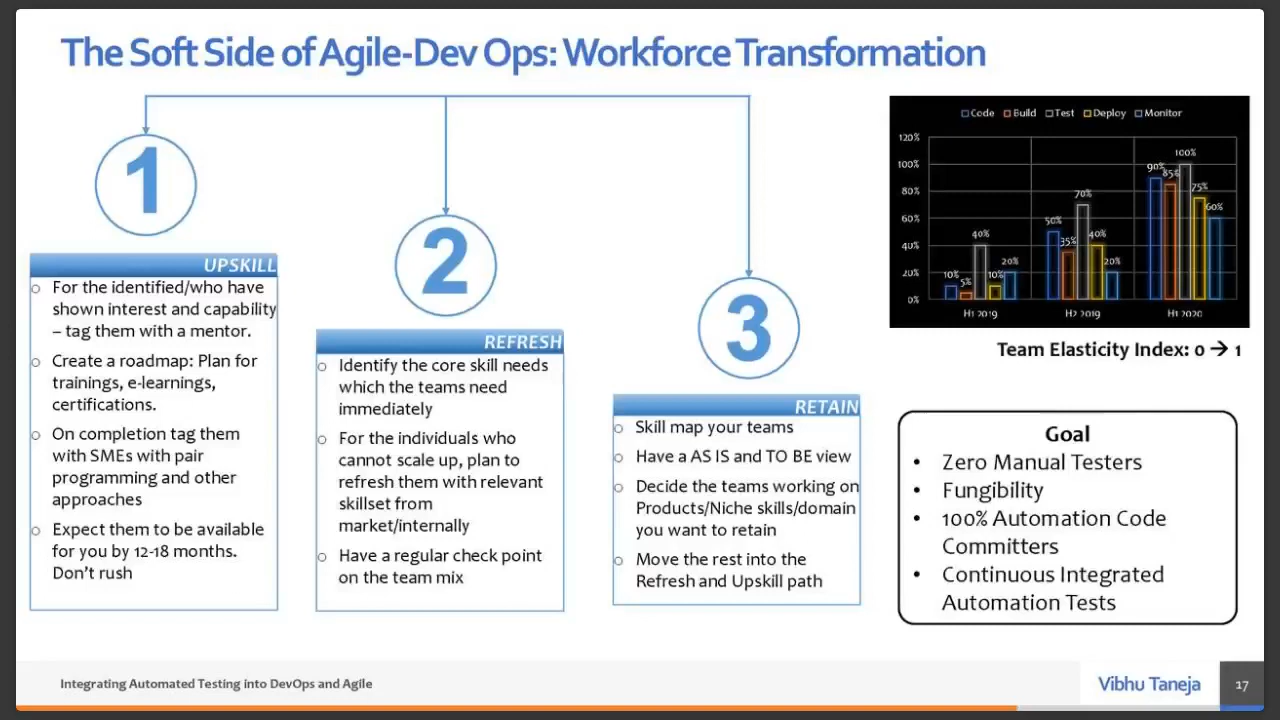 The Soft Side of Agile-Dev Ops: Workforce Transformation
1
UPSKILL
For the identified/who have
shown interest and capability
– tag them with a mentor.
Create a roadmap: Plan for
trainings, e-learnings,
certifications.
On completion tag them
with SMEs with pair
programming and other
approaches
Expect them to be available
for you by 12-18 months.
Don't rush
2
REFRESH
Identify the core skill needs
which the teams need
immediately
For the individuals who
cannot scale up, plan to
refresh them with relevant
skillset from
market/internally
Have a regular check point
on the team mix
3
RETAIN
Skill map your teams
Have a AS IS and TO BE view
Decide the teams working on
Products/Niche skills/domain
you want to retain
Move the rest into the
Refresh and Upskill path
Code Build Test Deploy Monitor
120%
100%
80%
60%
40%
20%
0%
10% 5% 40% 10% 20%
50% 35% 70% 40% 20%
90% 85% 100% 75% 60%
H1 2019 H2 2019 H1 2020
Team Elasticity Index: 0 → 1
Goal
• Zero Manual Testers
• Fungibility
• 100% Automation Code
Committers
• Continuous Integrated
Automation Tests
Integrating Automated Testing into DevOps and Agile
Vibhu Taneja
17